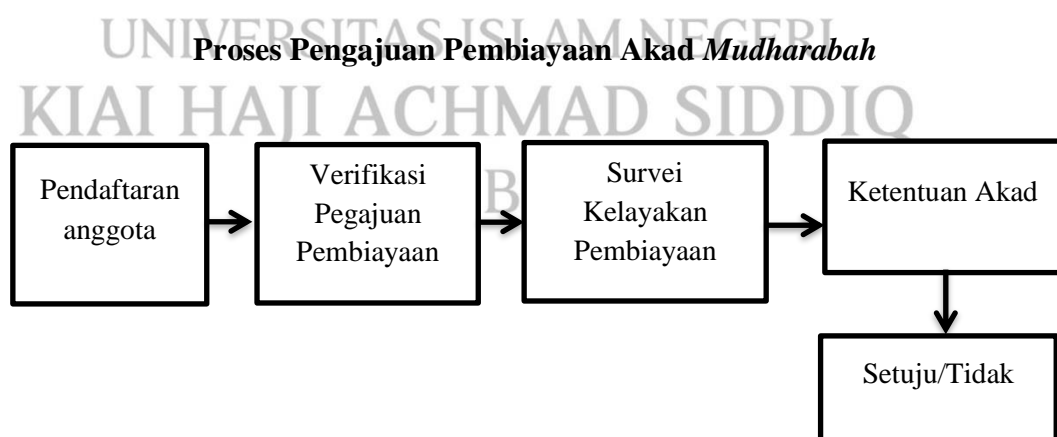 UNIVERSITAS ISLAM NEGERI
Proses Pengajuan Pembiayaan Akad Mudharabah
KIAI HAJI ACHMAD SIDDIQ
Pendaftaran
anggota
Verifikasi
Pegajuan
Pembiayaan
B
Survei
Kelayakan
Pembiayaan
Ketentuan Akad
Setuju/Tidak